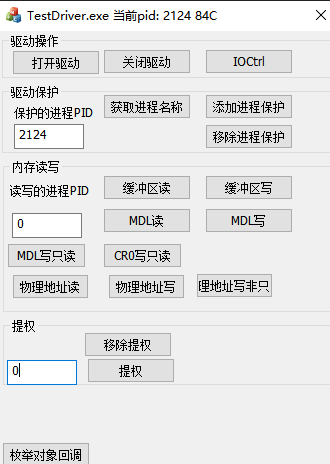 TestDriver.exe 当前pid: 2124 84C
驱动操作
打开驱动 关闭驱动 IOCtrl
驱动保护
保护的进程PID 获取进程名称 添加进程保护
2124 移除进程保护
内存读写
读写的进程PID 缓冲区读 缓冲区写
0 MDL读 MDL写
MDL写只读 CR0写只读
物理地址读 物理地址写 理地址写非只
提权
移除提权
0 提权
枚举对象回调